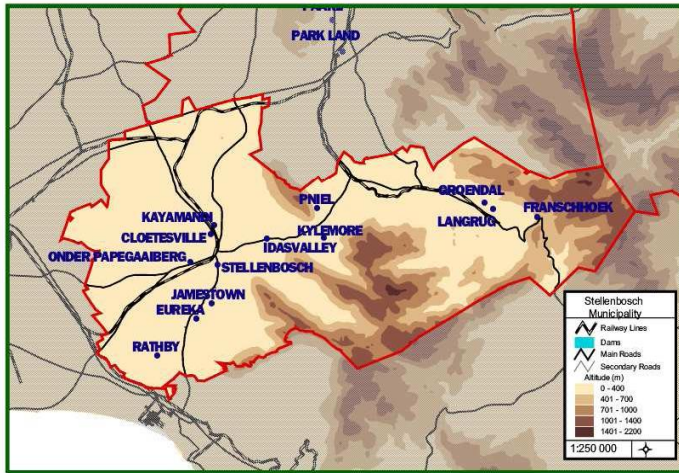 PARK LAND
PNIEL
GROENDAL
KAYAMANDI
FRANSCHHOEK
CLOETESVILLE
KYLEMORE
LANGRUG
IDASVALLEY
ONDER PAPEGAAIBERG
STELLENBOSCH
JAMESTOWN
EUREKA
RATHBY
Stellenbosch
Municipality
Railway Lines
Dams
Main Roads
Secondary Roads
Altitude (m)
0 - 400
401 - 700
701 - 1000
1001 - 1400
1401 - 2200
1:250 000